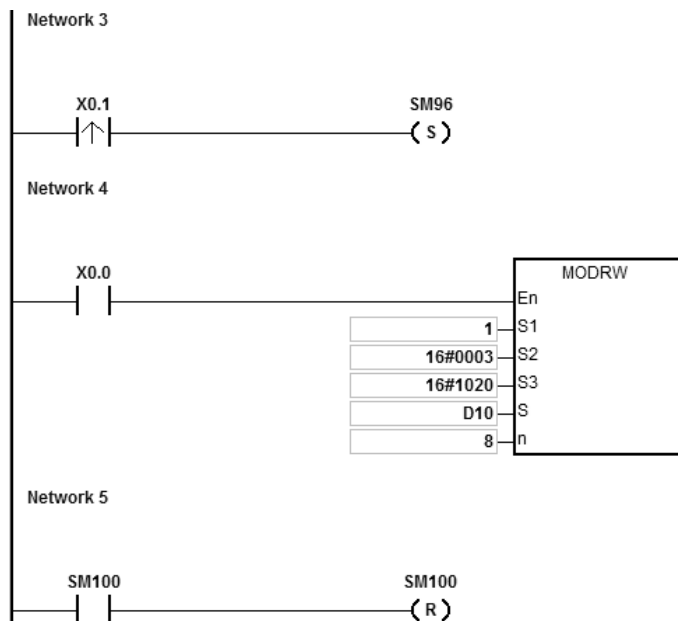 Network 3
X0.1 SM96
S
Network 4
X0.0
MODRW
En
1 S1
16#0003 S2
16#1020 S3
D10 S
8 n
Network 5
SM100 SM100
R